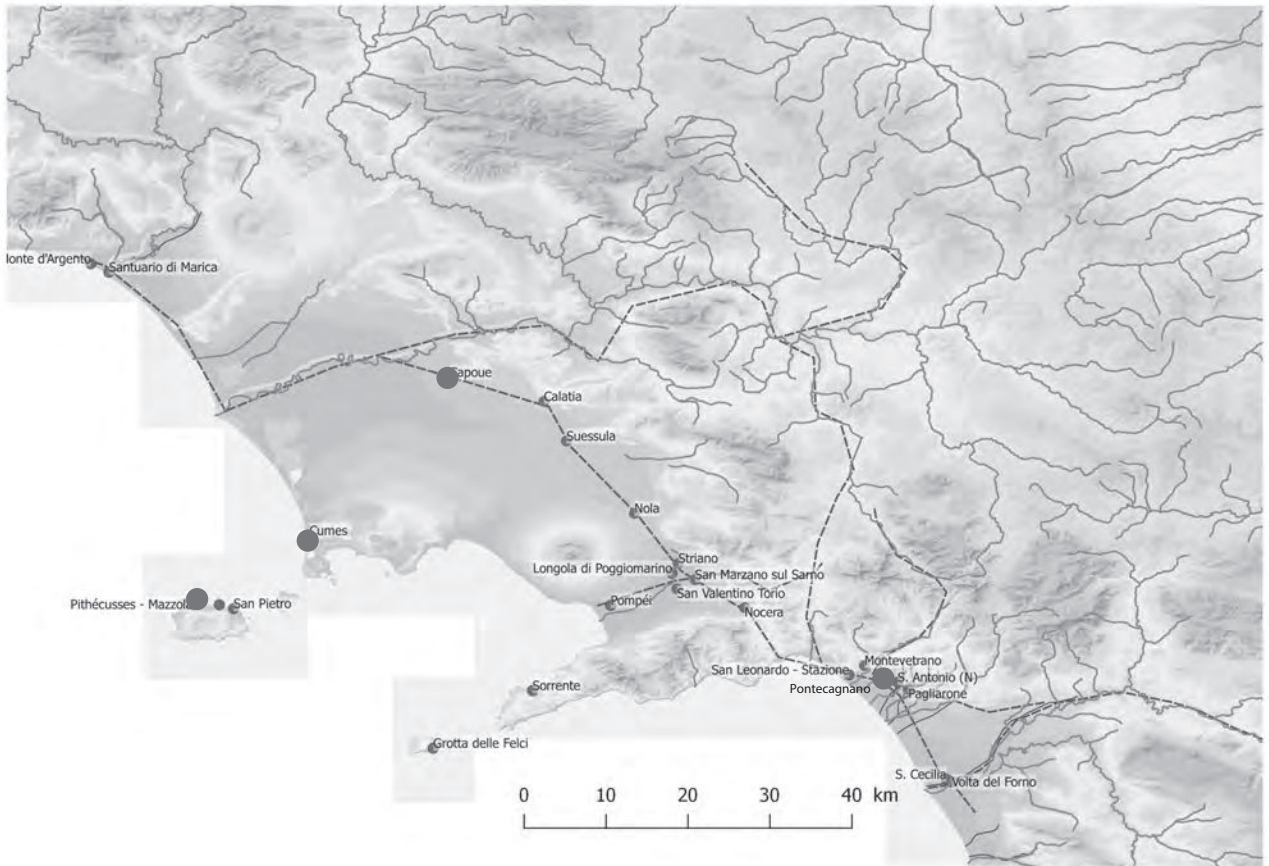 lonte d'Argento
Santuario di Marica
Capoue
Calatia
Suessula
Cumes
Nola
Striano
Longola di Poggiomarino
San Marzano sul Sarno
San Valentino Torio
Pithécusses - Mazzola
San Pietro
Pompéi
Nocera
Montevetrano
San Leonardo - Stazione
S. Antonio (N)
Pontecagnano
Pagliarone
Sorrente
Grotta delle Felci
S. Cecilia
Volta del Forno
0 10 20 30 40 km